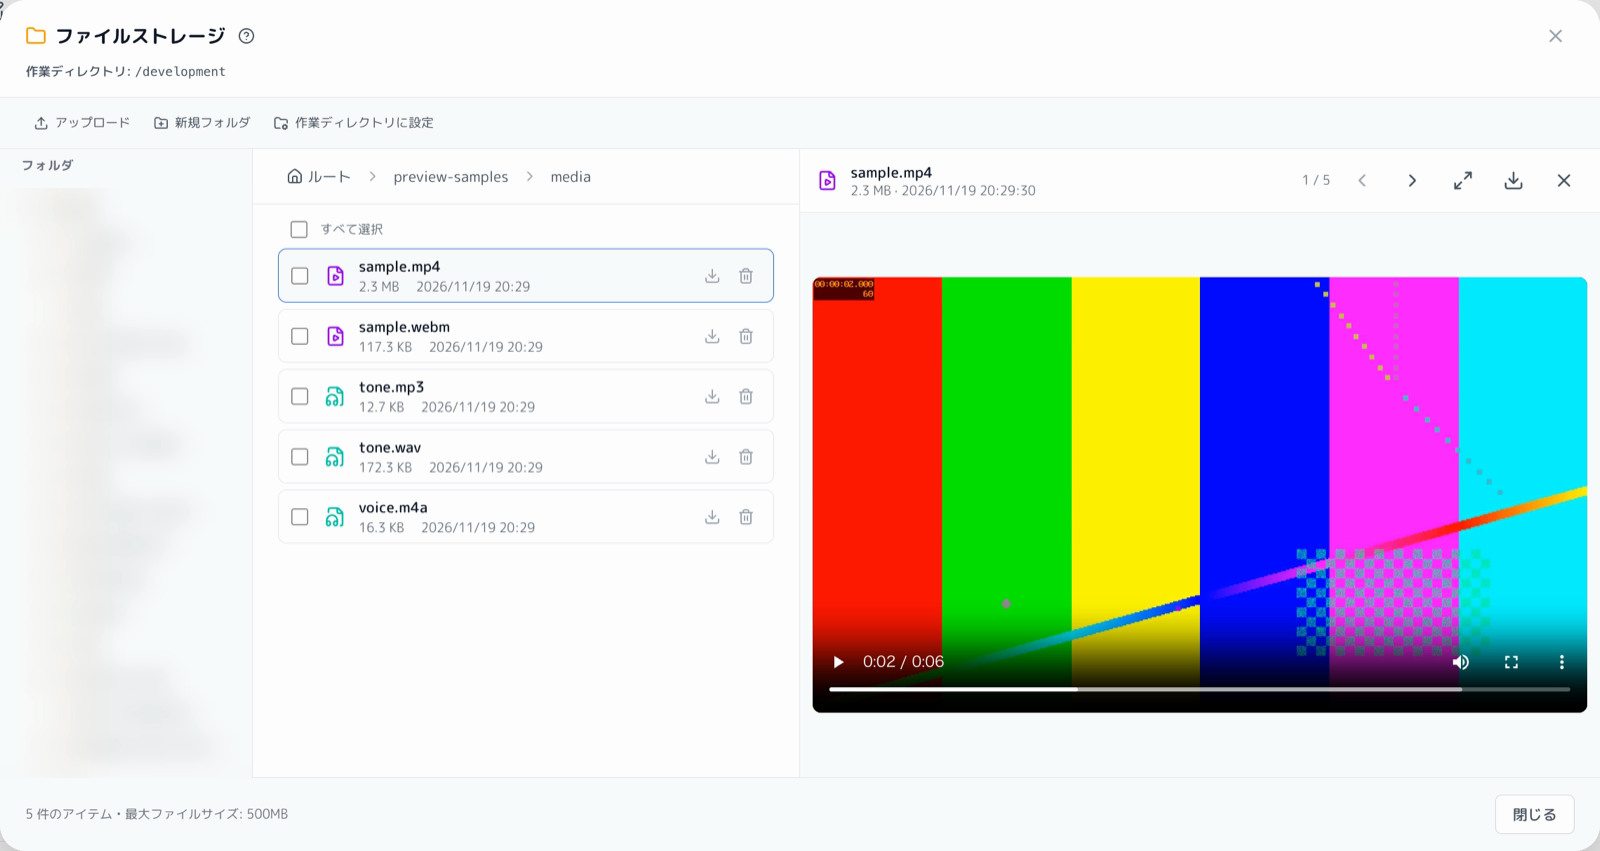 ファイルストレージ
作業ディレクトリ: /development
アップロード
新規フォルダ
作業ディレクトリに設定
フォルダ
ルート
preview-samples
media
すべて選択
sample.mp4
2.3 MB 2026/11/19 20:29
sample.webm
117.3 KB 2026/11/19 20:29
tone.mp3
12.7 KB 2026/11/19 20:29
tone.wav
172.3 KB 2026/11/19 20:29
voice.m4a
16.3 KB 2026/11/19 20:29
sample.mp4
2.3 MB · 2026/11/19 20:29:30
1 / 5
00:00:02.000
60
0:02 / 0:06
5 件のアイテム・最大ファイルサイズ: 500MB
閉じる